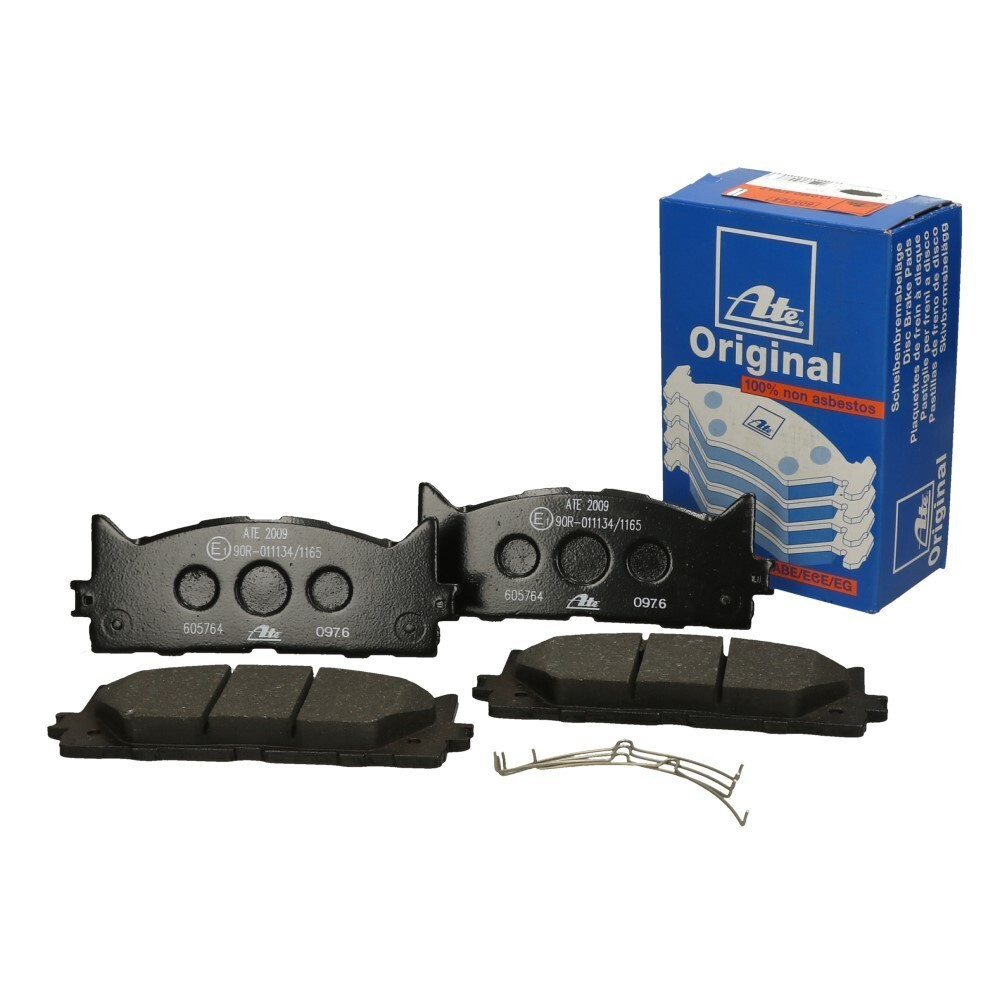 Ate
Original
100% non asbestos
Ate
ABE/ECE/EG
Scheibenbremsbeläge
Disc Brake Pads
Plaquettes de frein à disque
Pastiglie per freni a disco
Pastillas de freno de disco
Skivbromsbelägg
Ate
Original
ATE 2009
E1 90R-011134/1165
605764 Ate 097.6
ATE 2009
E1 90R-011134/1165
605764 Ate 097.6